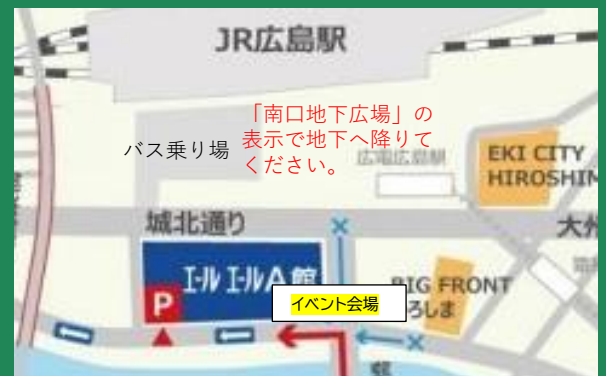 JR広島駅
「南口地下広場」の
表示で地下へ降りて
ください。
バス乗り場
広電広島駅
EKI CITY
HIROSHIM
城北通り
大州
エールエールA館
P
イベント会場
BIG FRONT
ろしま